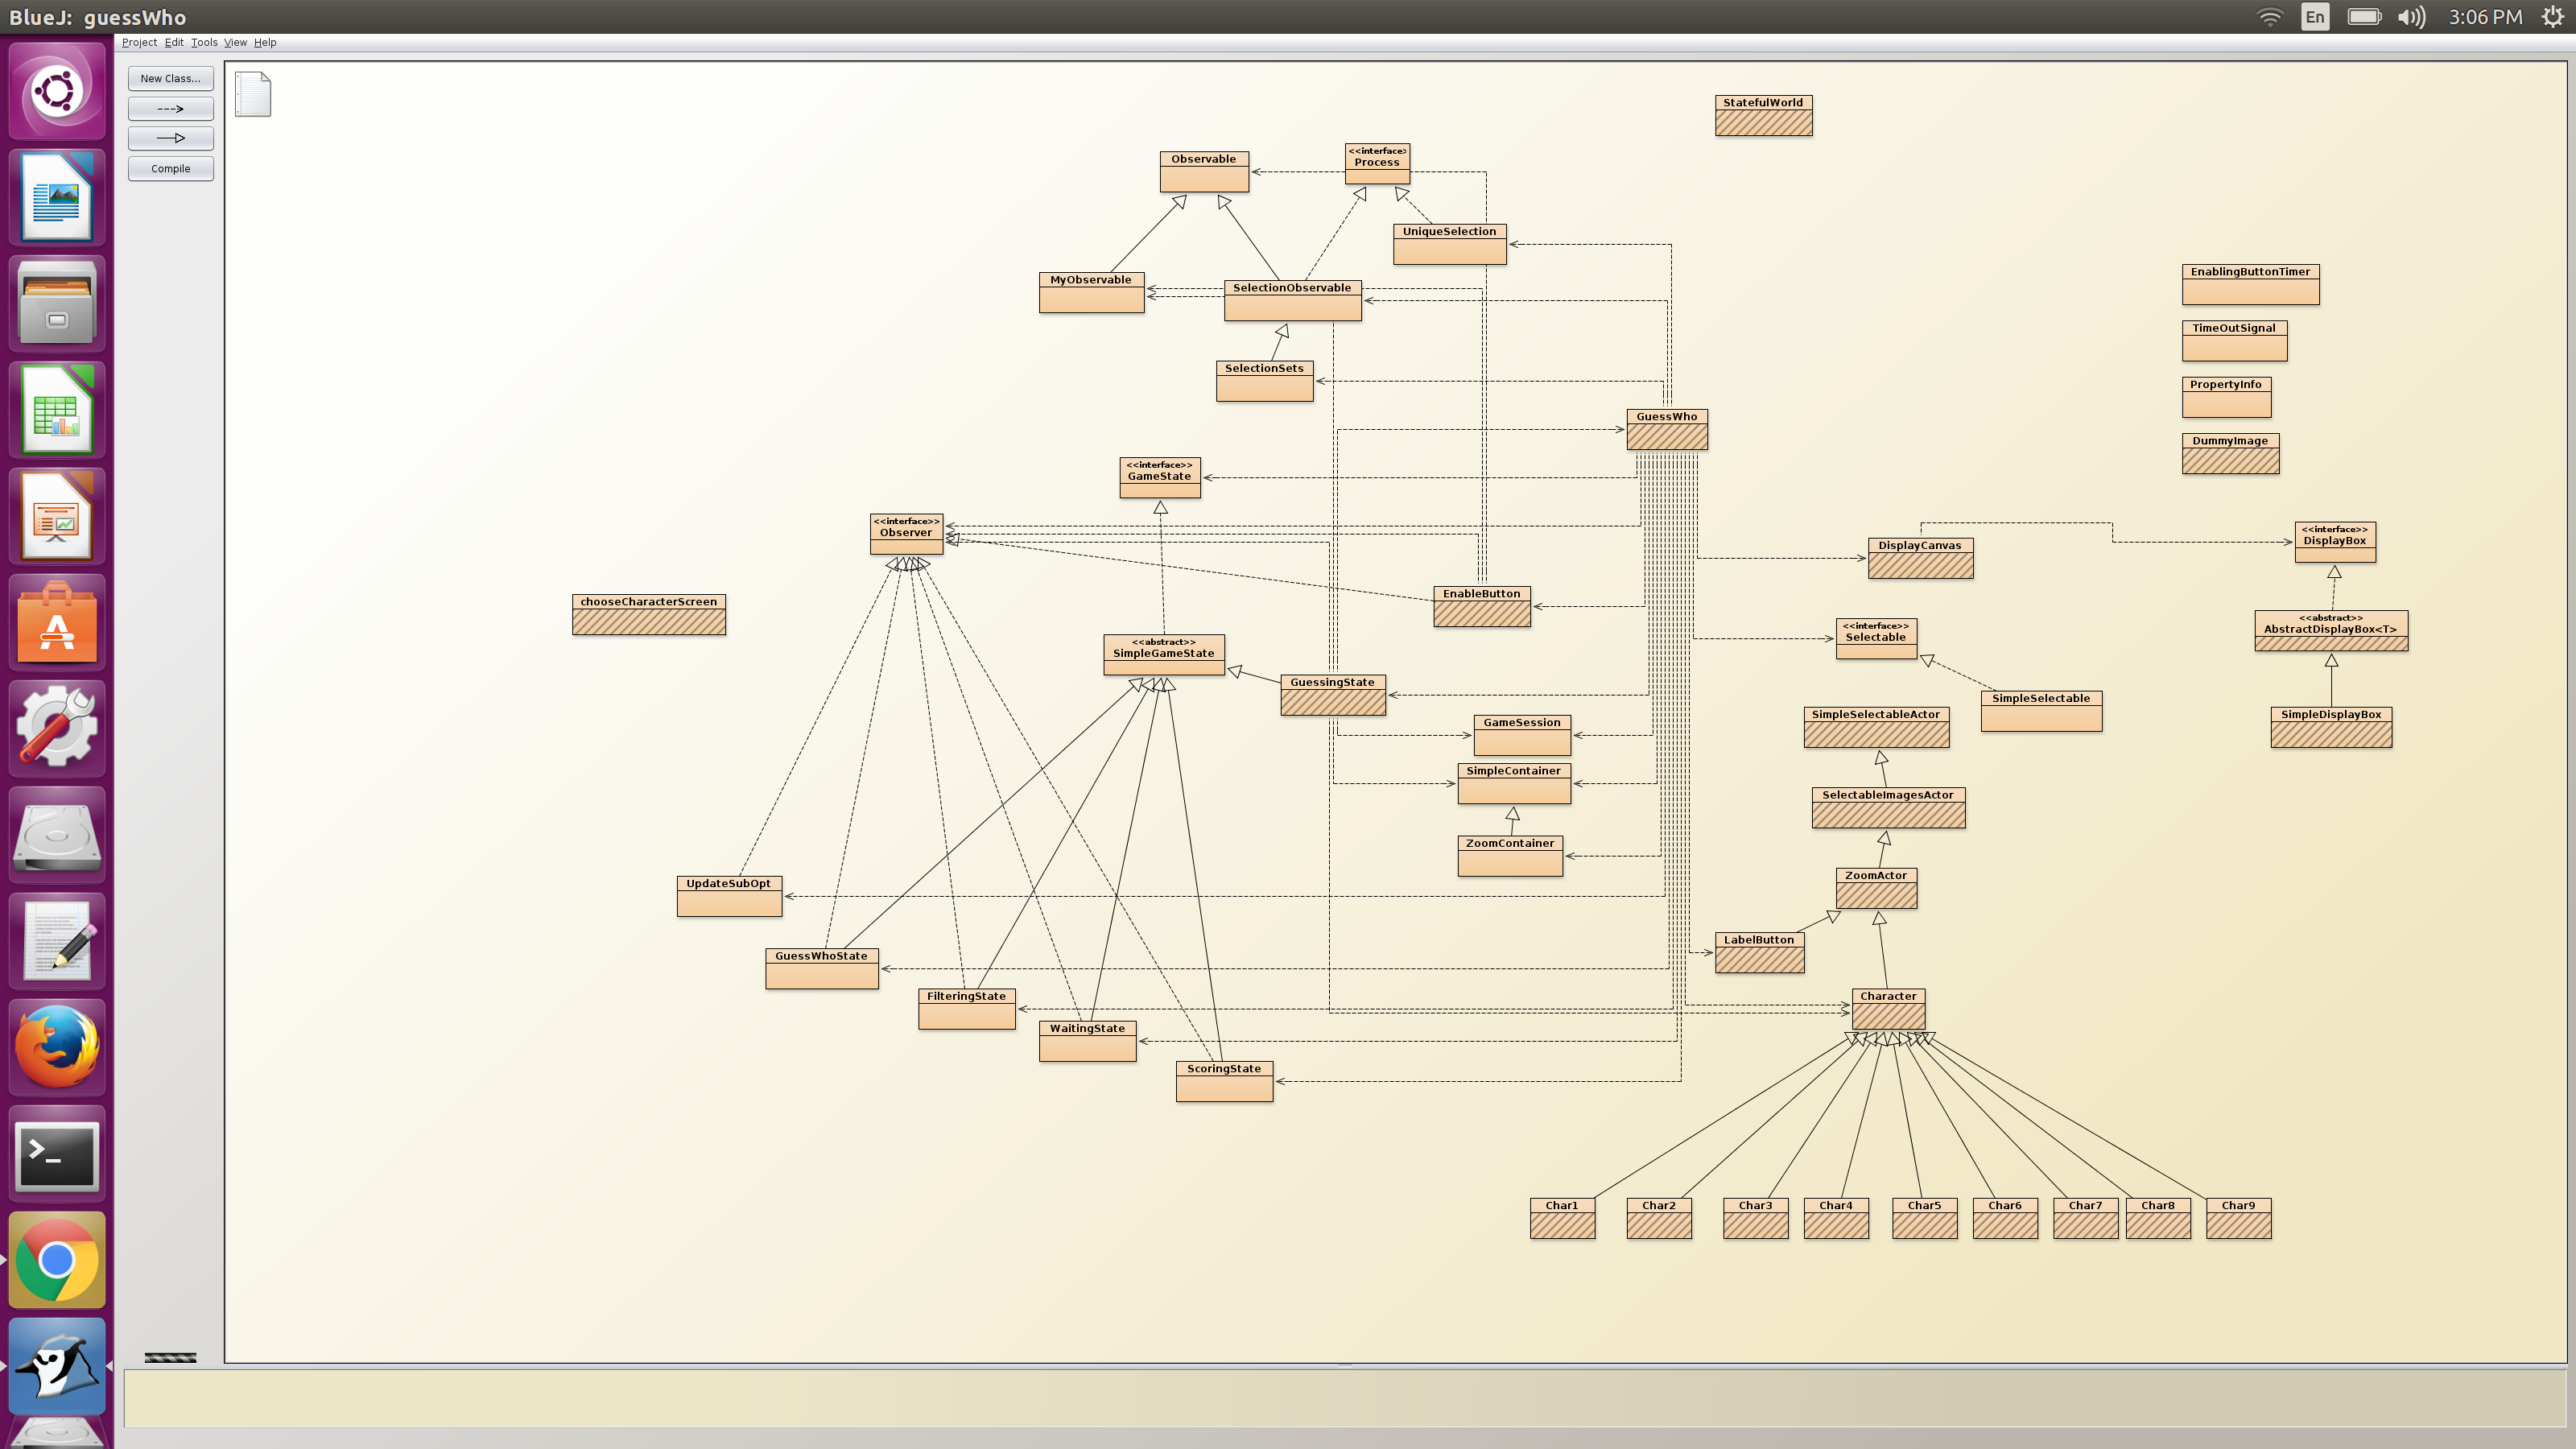 BlueJ: guessWho
En
3:06 PM
Project Edit Tools View Help
New Class...
Compile
StatefulWorld
Observable
<<interface>
Process
UniqueSelection
MyObservable
SelectionObservable
EnablingButtonTimer
TimeOutSignal
SelectionSets
PropertyInfo
GuessWho
DummyImage
<<interface>>
GameState
<<interface>>
Observer
<<interface>>
DisplayBox
DisplayCanvas
EnableButton
chooseCharacterScreen
<<abstract>>
AbstractDisplayBox<T>
<<interface>>
Selectable
<<abstract>>
SimpleGameState
GuessingState
SimpleSelectable
SimpleSelectableActor
SimpleDisplayBox
GameSession
SimpleContainer
SelectableImagesActor
ZoomContainer
ZoomActor
UpdateSubOpt
LabelButton
GuessWhoState
FilteringState
Character
WaitingState
ScoringState
Char1
Char2
Char3
Char4
Char5
Char6
Char7
Char8
Char9